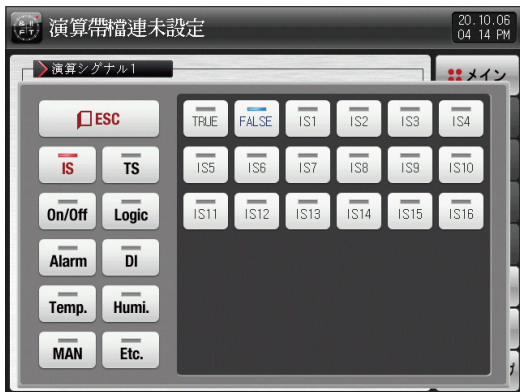 演算帶檔連未設定
20.10.06
04 14 PM
演算シグナル1
メイン
ESC
TRUE FALSE IS1 IS2 IS3 IS4
IS TS
IS5 IS6 IS7 IS8 IS9 IS10
On/Off Logic
IS11 IS12 IS13 IS14 IS15 IS16
Alarm DI
Temp. Humi.
MAN Etc.